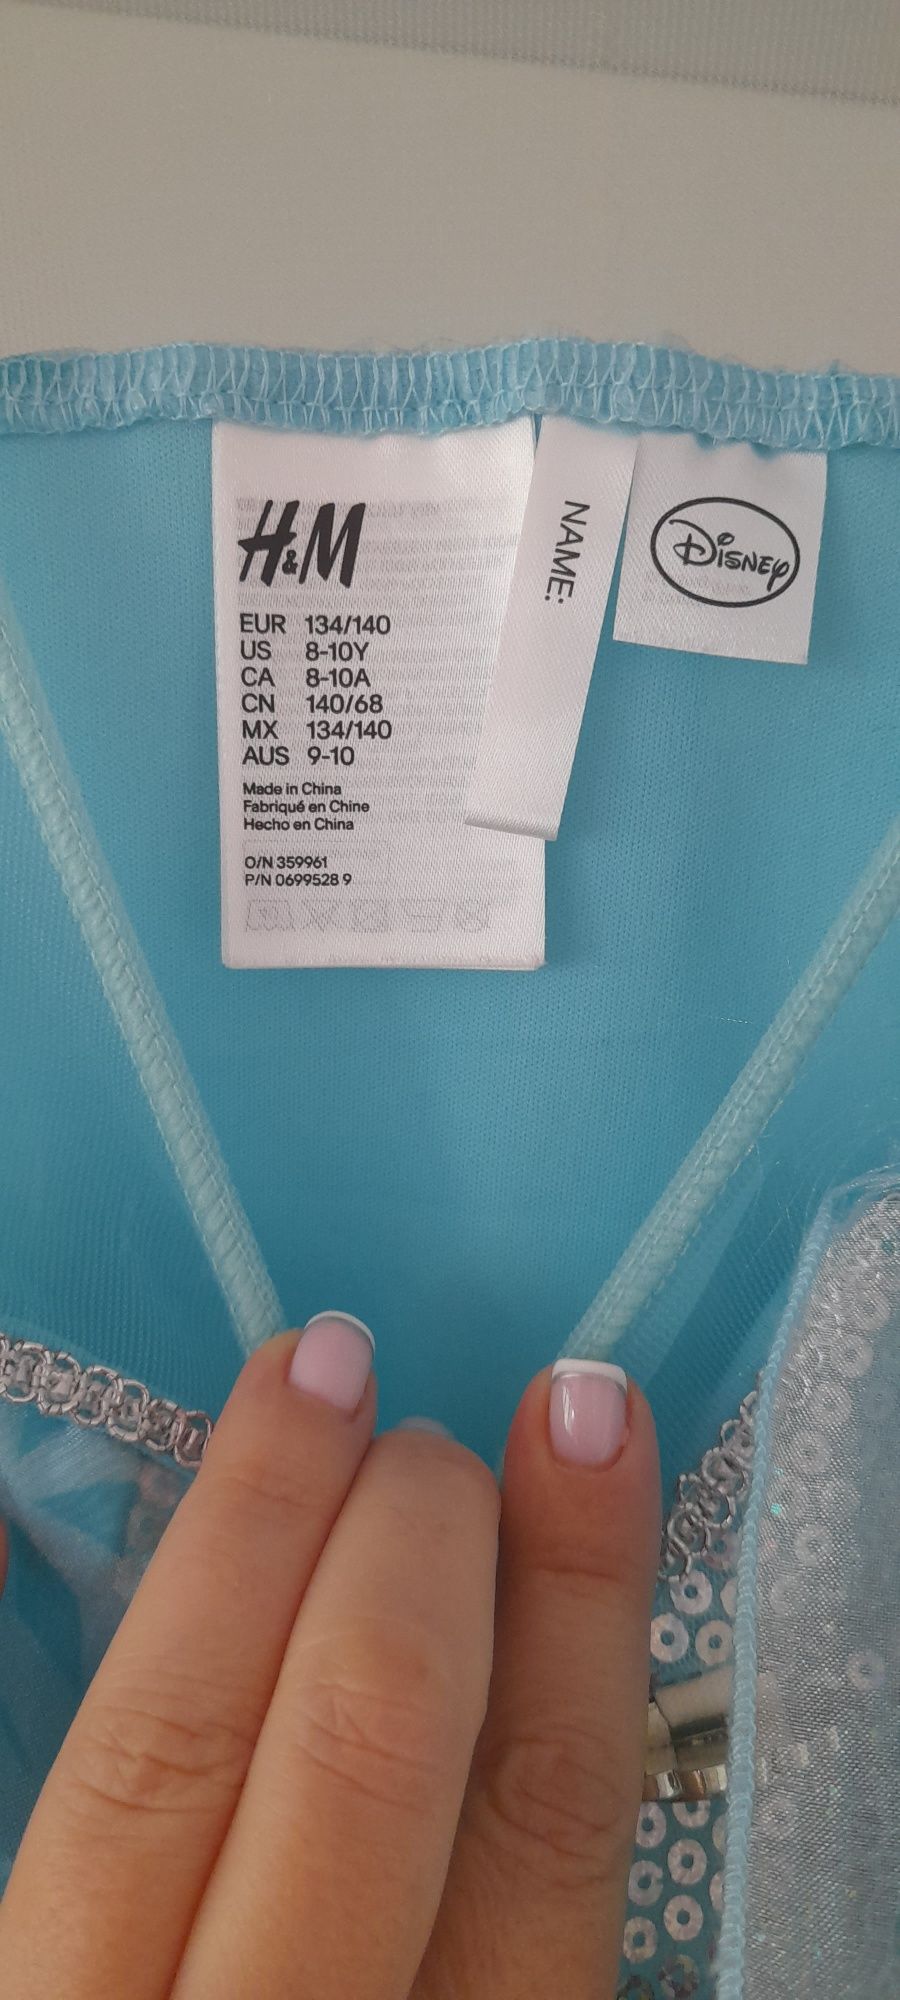 H&M
EUR 134/140
US 8-10Y
CA 8-10A
CN 140/68
MX 134/140
AUS 9-10
Made in China
Fabriqué en Chine
Hecho en China
O/N 359961
P/N 0699528 9
NAME:
Disney